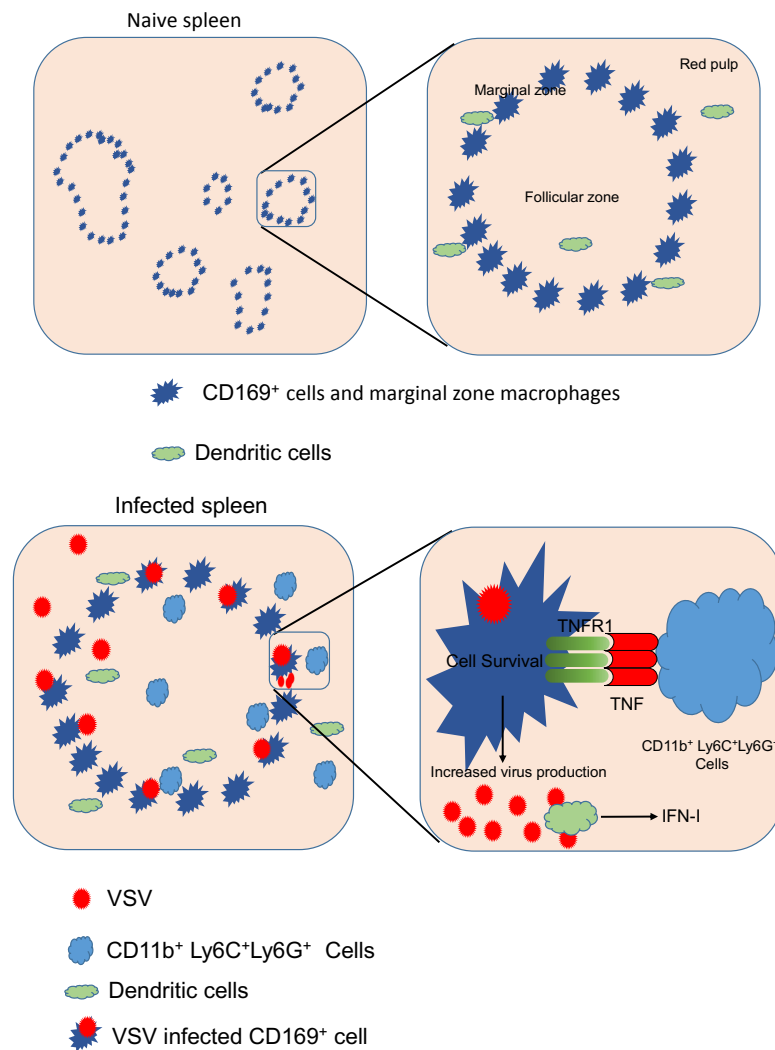 Naive spleen
Red pulp
Marginal zone
Follicular zone
CD169⁺ cells and marginal zone macrophages
Dendritic cells
Infected spleen
TNFR1
Cell Survival
TNF
CD11b⁺ Ly6C⁺Ly6G⁺
Cells
Increased virus production
IFN-I
VSV
CD11b⁺ Ly6C⁺Ly6G⁺ Cells
Dendritic cells
VSV infected CD169⁺ cell